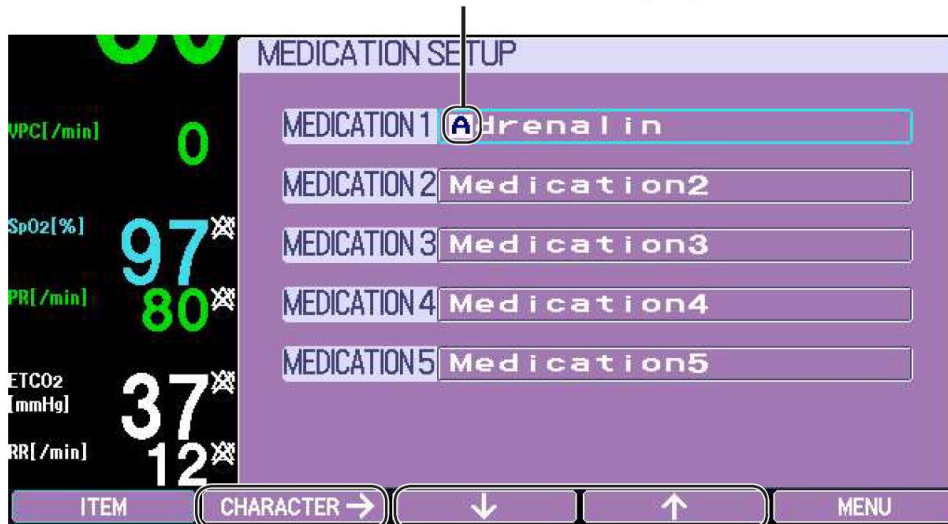 MEDICATION SETUP
VPC[/min] 0
SpO2[%] 97
PR[/min] 80
ETCO2
[mmHg] 37
RR[/min] 12
MEDICATION 1 Adrenalin
MEDICATION 2 Medication2
MEDICATION 3 Medication3
MEDICATION 4 Medication4
MEDICATION 5 Medication5
ITEM CHARACTER → ↓ ↑ MENU